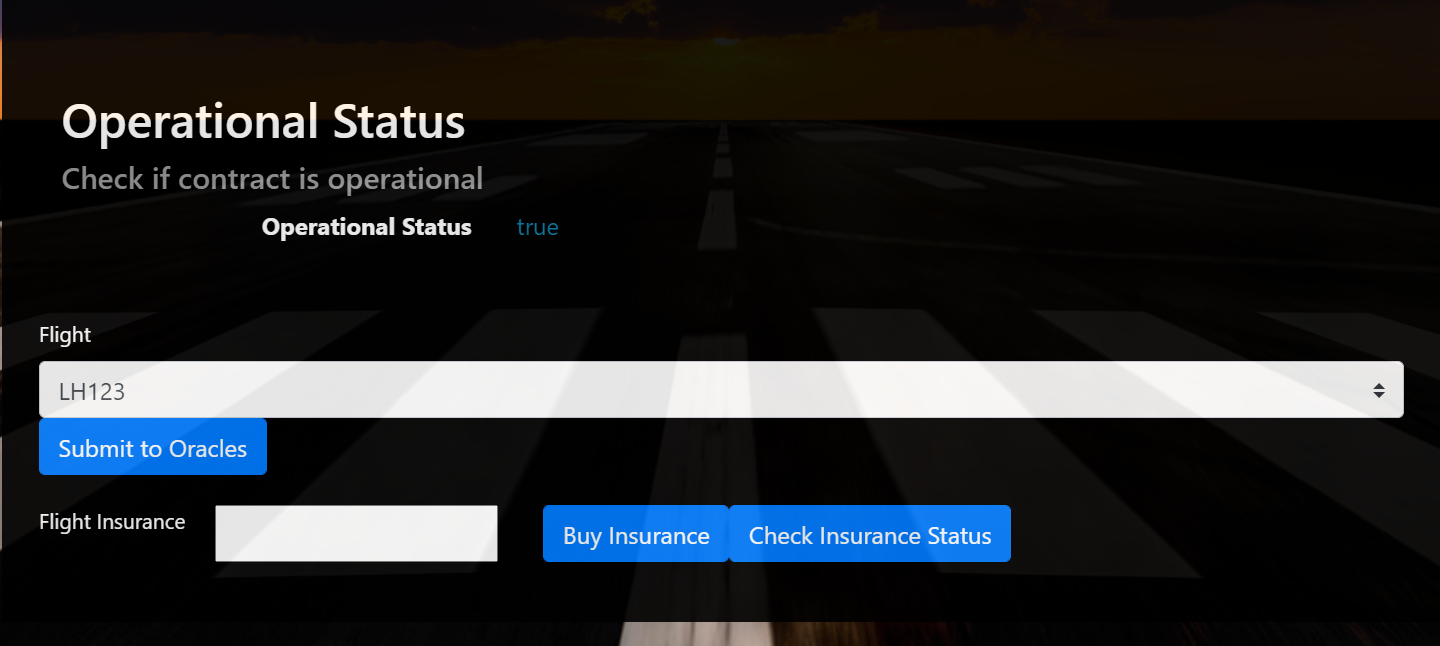 Operational Status
Check if contract is operational
Operational Status true
Flight
LH123
Submit to Oracles
Flight Insurance Buy Insurance Check Insurance Status